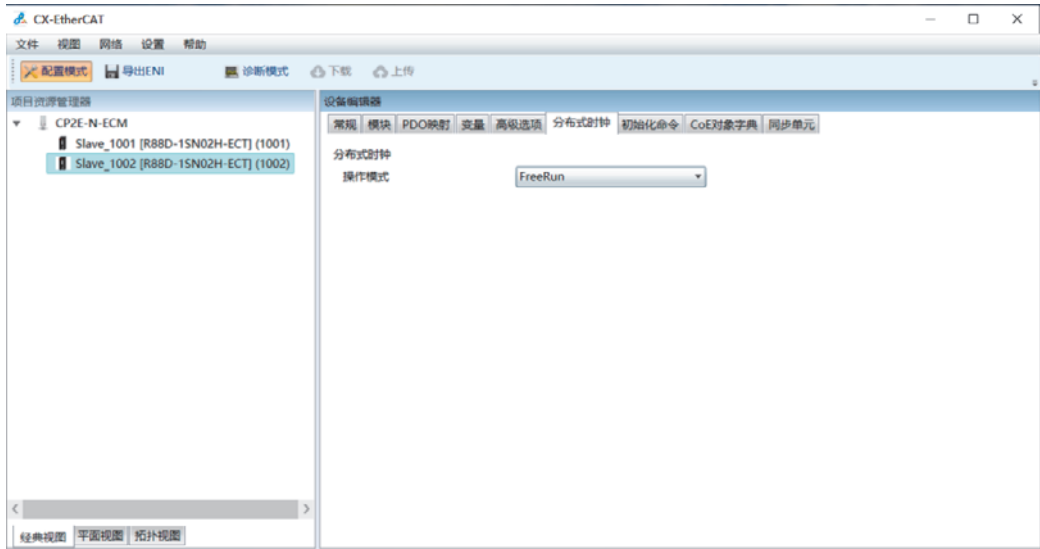 CX-EtherCAT
文件 视图 网络 设置 帮助
配置模式 导出ENI 诊断模式 下载 上传
项目资源管理器
CP2E-N-ECM
Slave_1001 [R88D-1SN02H-ECT] (1001)
Slave_1002 [R88D-1SN02H-ECT] (1002)
经典视图 平面视图 拓扑视图
设备编辑器
常规 模块 PDO映射 变量 高级选项 分布式时钟 初始化命令 CoE对象字典 同步单元
分布式时钟
操作模式 FreeRun